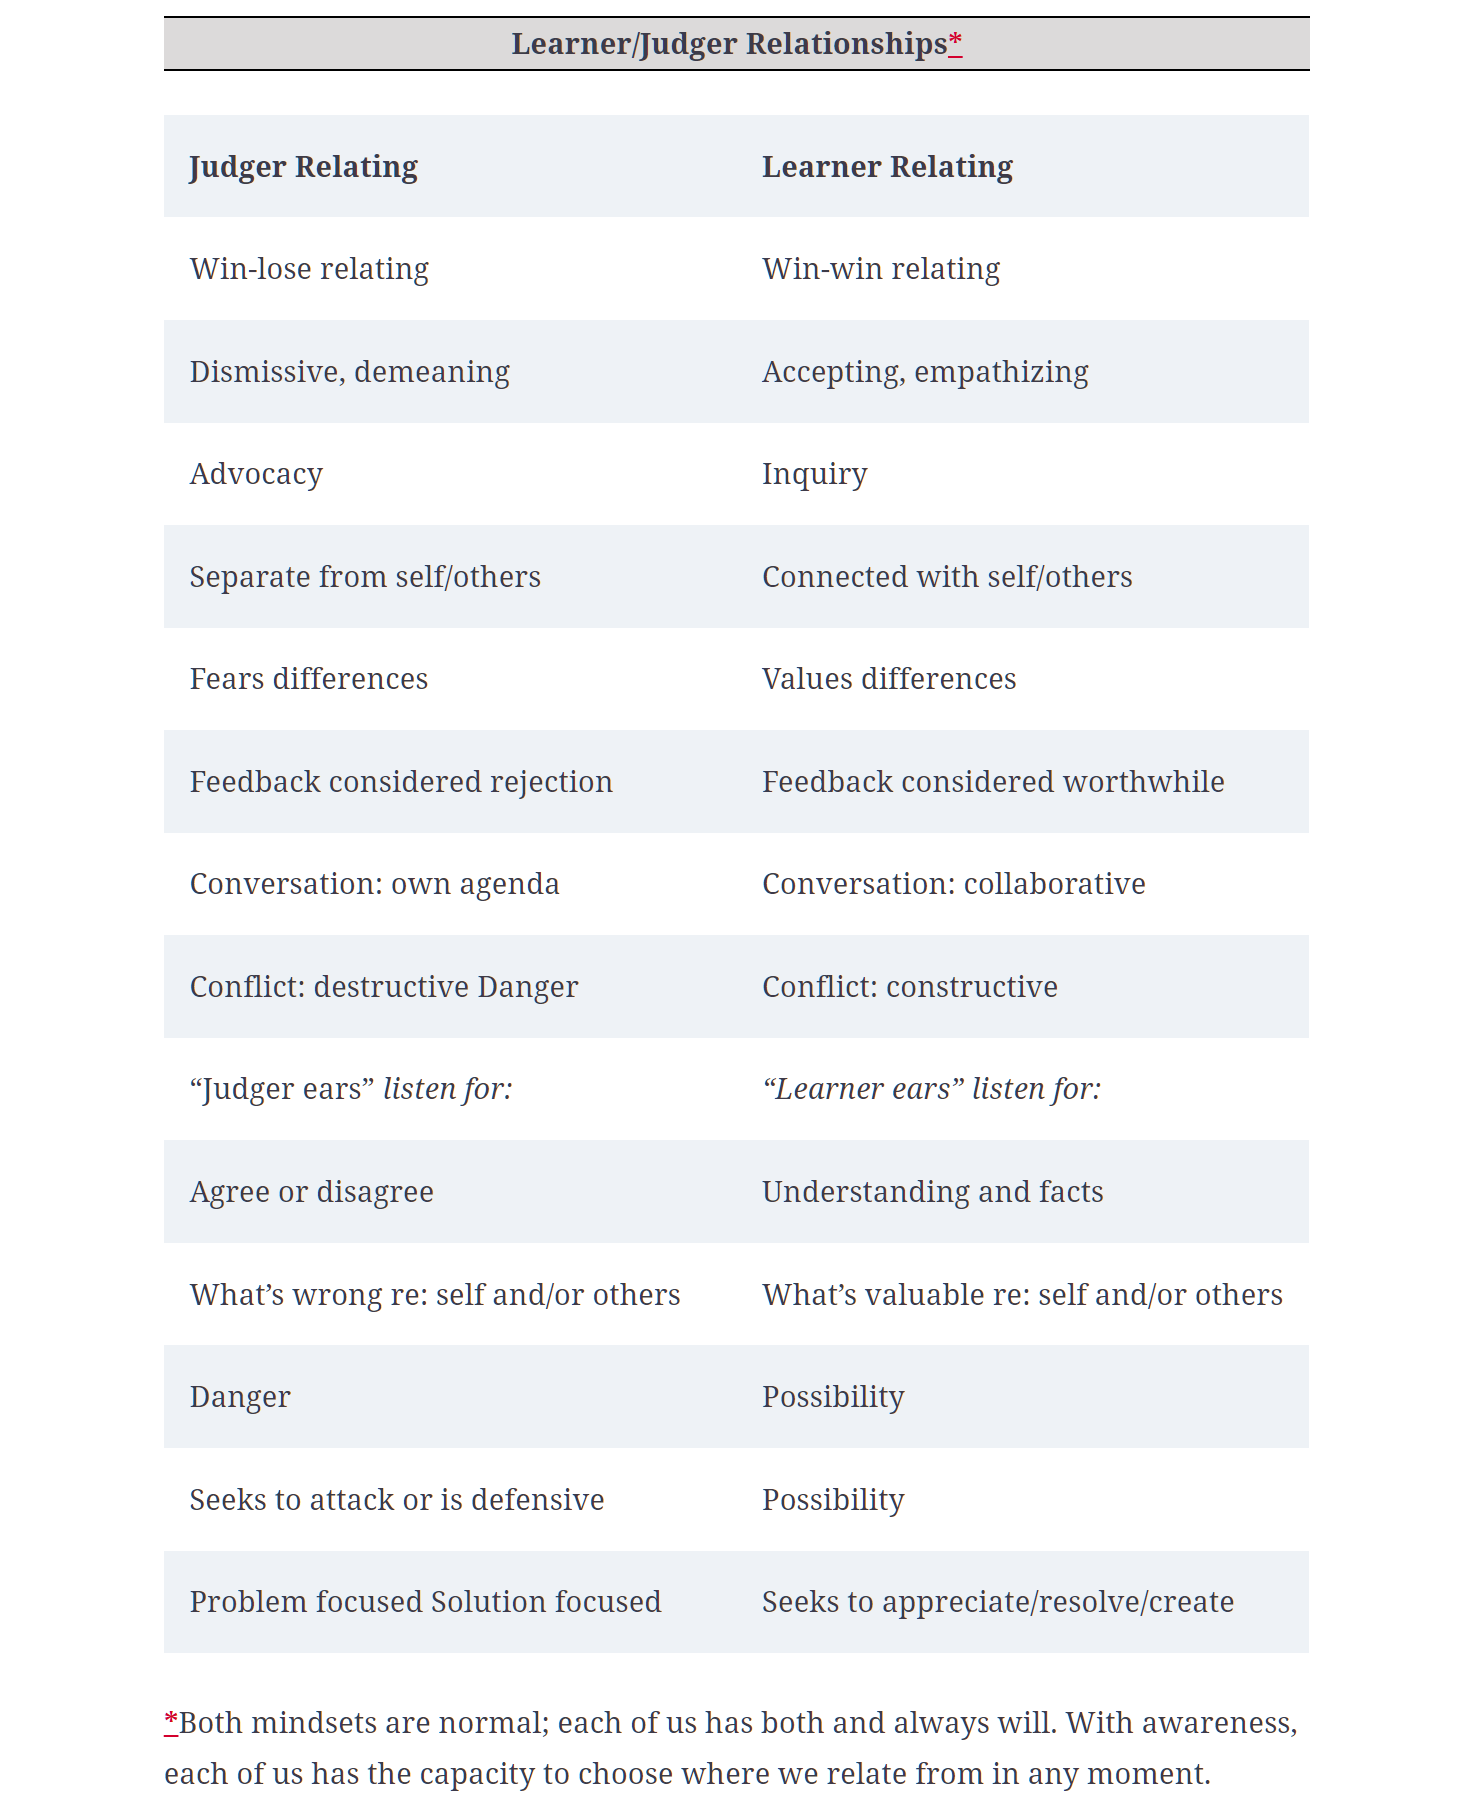 Learner/Judger Relationships*
Judger Relating Learner Relating
Win-lose relating Win-win relating
Dismissive, demeaning Accepting, empathizing
Advocacy Inquiry
Separate from self/others Connected with self/others
Fears differences Values differences
Feedback considered rejection Feedback considered worthwhile
Conversation: own agenda Conversation: collaborative
Conflict: destructive Danger Conflict: constructive
“Judger ears” listen for: “Learner ears” listen for:
Agree or disagree Understanding and facts
What’s wrong re: self and/or others What’s valuable re: self and/or others
Danger Possibility
Seeks to attack or is defensive Possibility
Problem focused Solution focused Seeks to appreciate/resolve/create
*Both mindsets are normal; each of us has both and always will. With awareness,
each of us has the capacity to choose where we relate from in any moment.